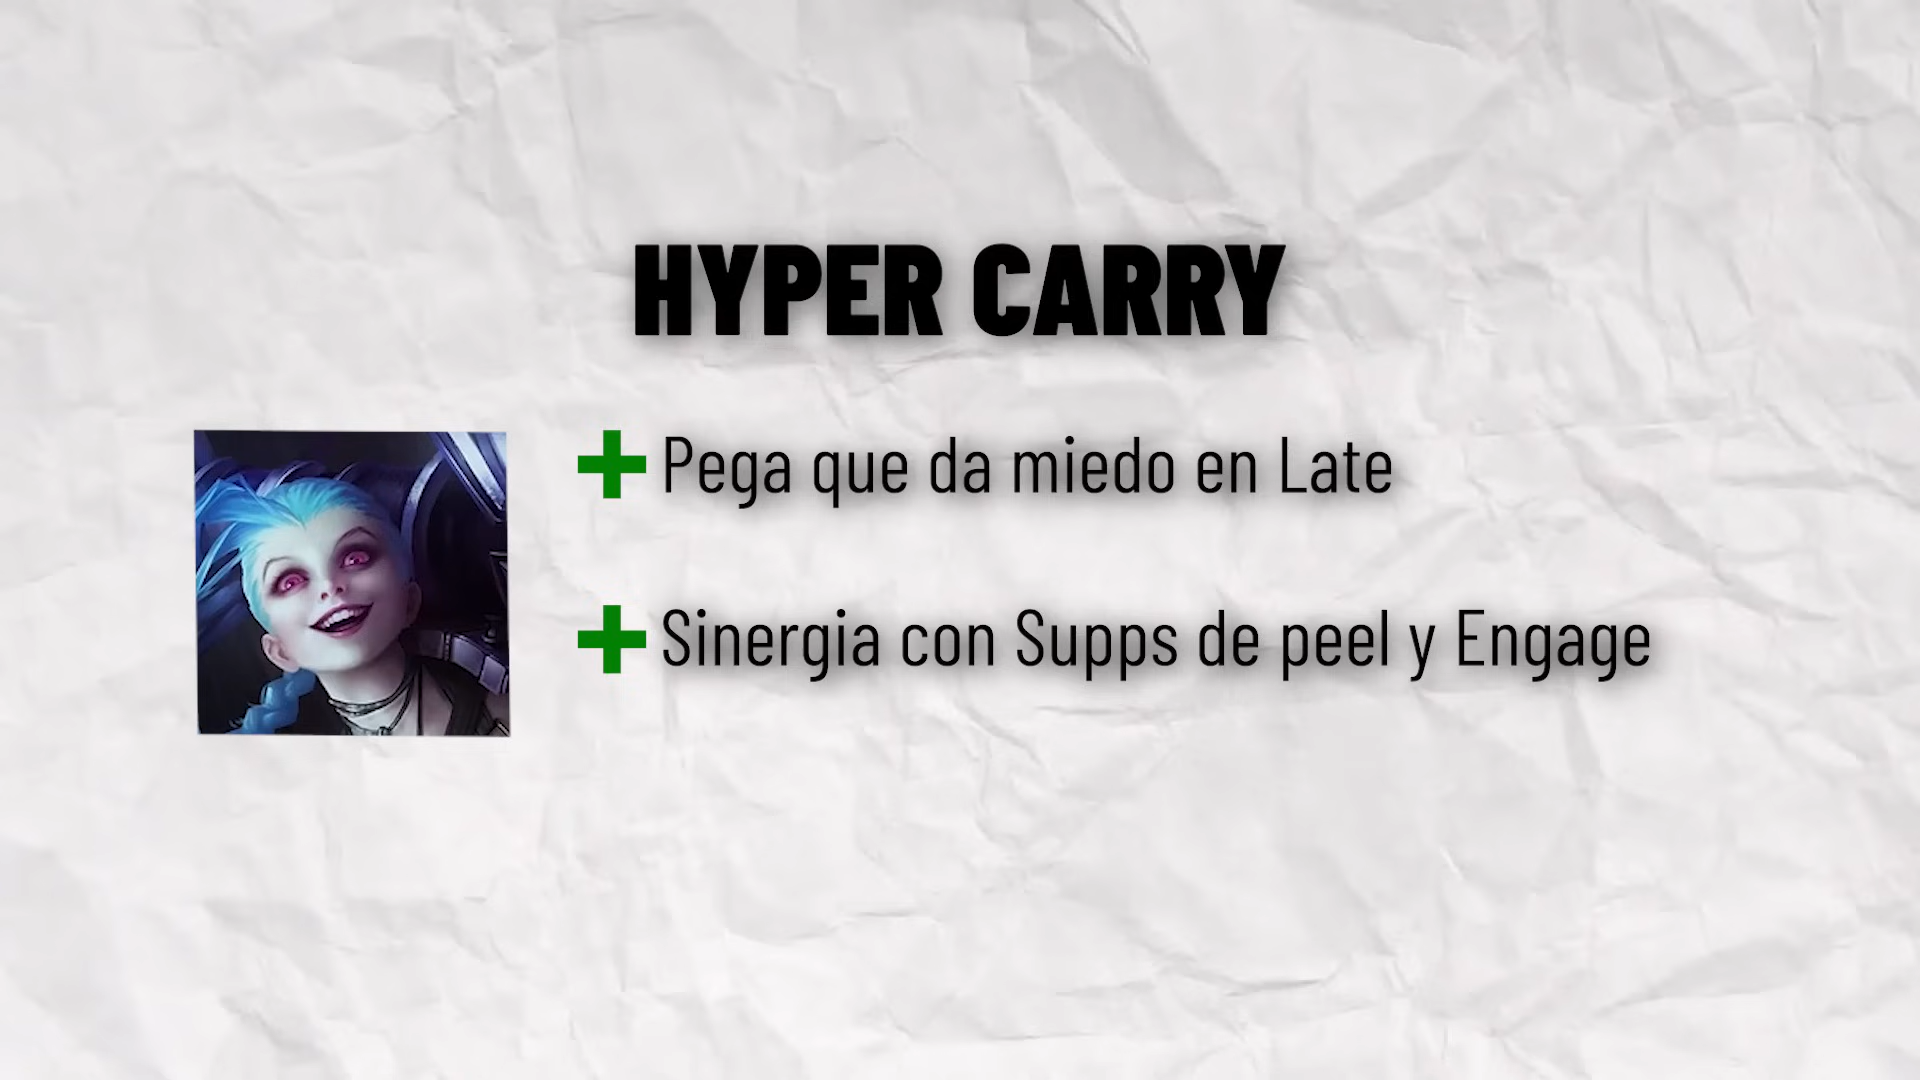 HYPER CARRY
Pega que da miedo en Late
Sinergia con Supps de peel y Engage